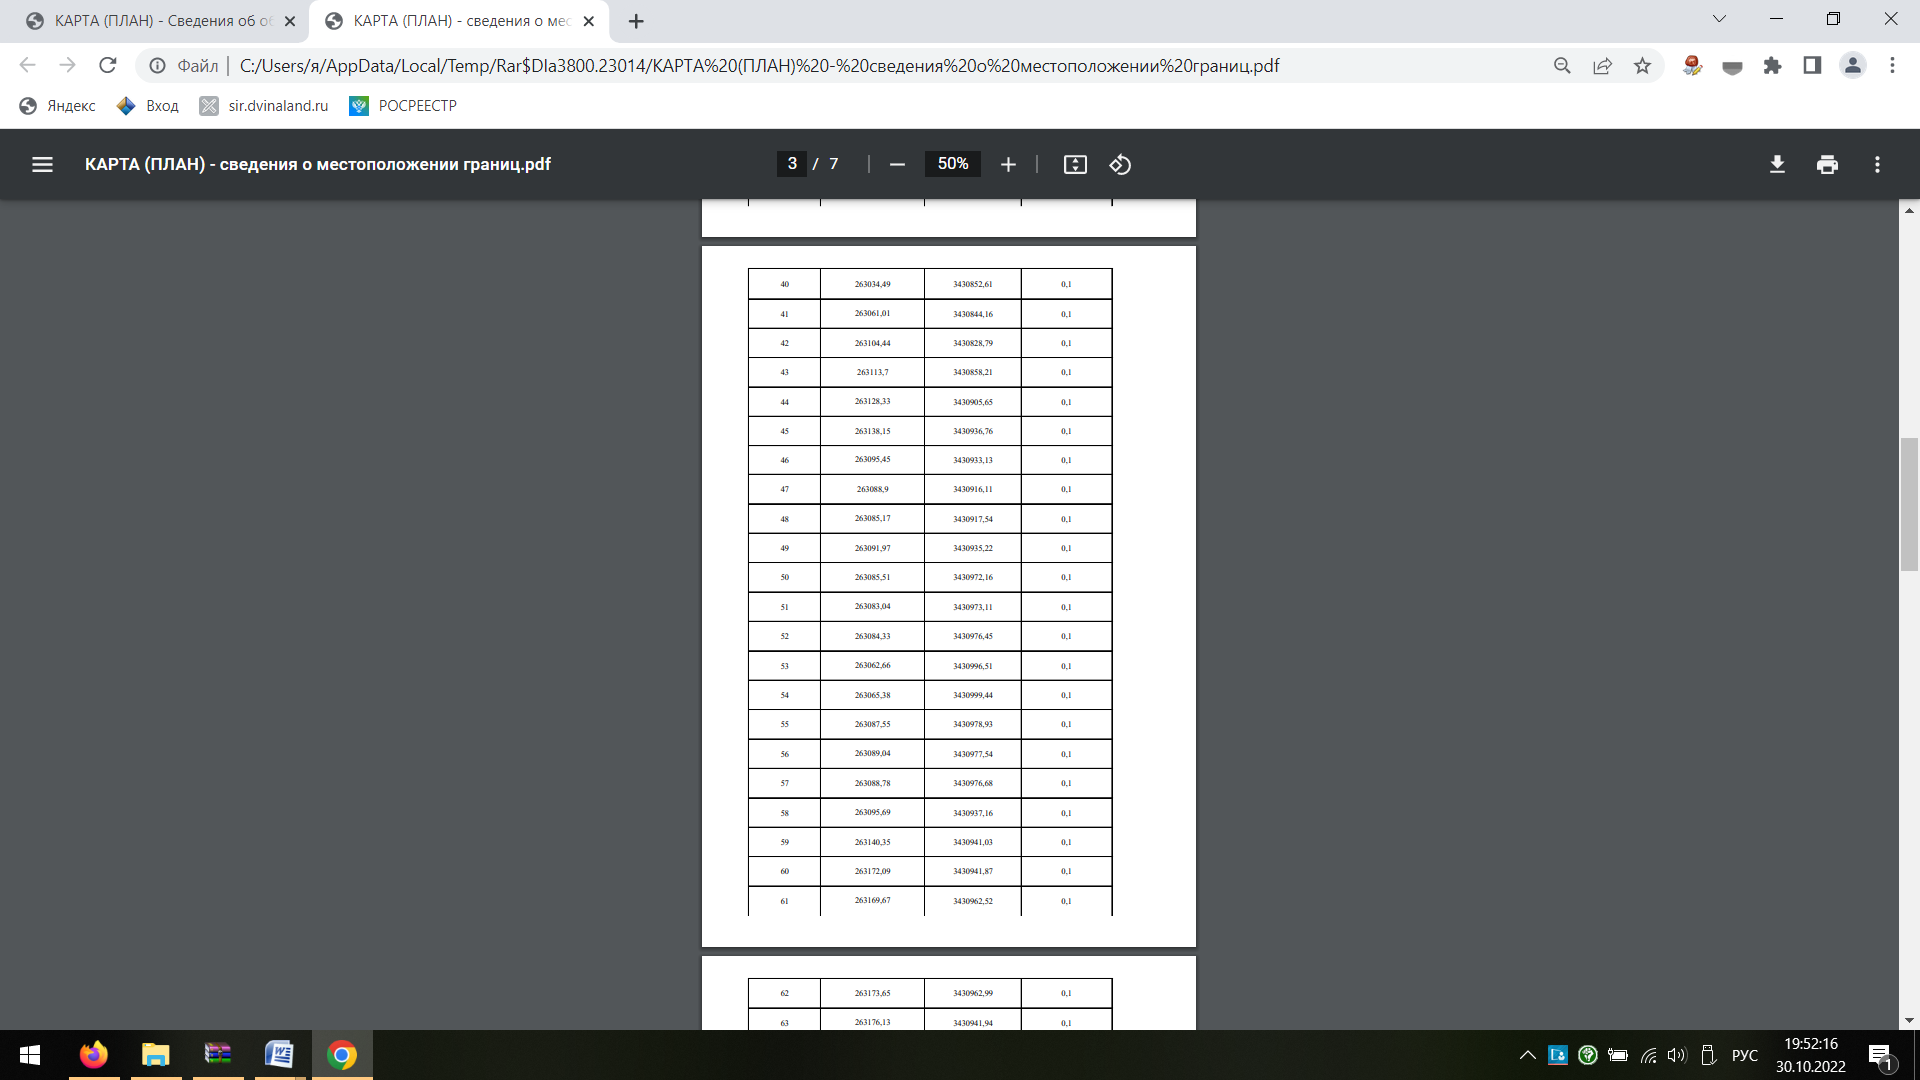 КАРТА (ПЛАН) - Сведения об об
КАРТА (ПЛАН) - сведения о мес
Файл C:/Users/я/AppData/Local/Temp/Rar$DIa3800.23014/КАРТА%20(ПЛАН)%20-%20сведения%20о%20местоположении%20границ.pdf
Яндекс Вход sir.dvinaland.ru РОСРЕЕСТР
КАРТА (ПЛАН) - сведения о местоположении границ.pdf 3 / 7 50%
40 263034,49 3430852,61 0,1
41 263061,01 3430844,16 0,1
42 263104,44 3430828,79 0,1
43 263113,7 3430858,21 0,1
44 263128,33 3430905,65 0,1
45 263138,15 3430936,76 0,1
46 263095,45 3430933,13 0,1
47 263088,9 3430916,11 0,1
48 263085,17 3430917,54 0,1
49 263091,97 3430935,22 0,1
50 263085,51 3430972,16 0,1
51 263083,04 3430973,11 0,1
52 263084,33 3430976,45 0,1
53 263062,66 3430996,51 0,1
54 263065,38 3430999,44 0,1
55 263087,55 3430978,93 0,1
56 263089,04 3430977,54 0,1
57 263088,78 3430976,68 0,1
58 263095,69 3430937,16 0,1
59 263140,35 3430941,03 0,1
60 263172,09 3430941,87 0,1
61 263169,67 3430962,52 0,1
62 263173,65 3430962,99 0,1
63 263176,13 3430941,94 0,1
РУС 19:52:16
30.10.2022 1